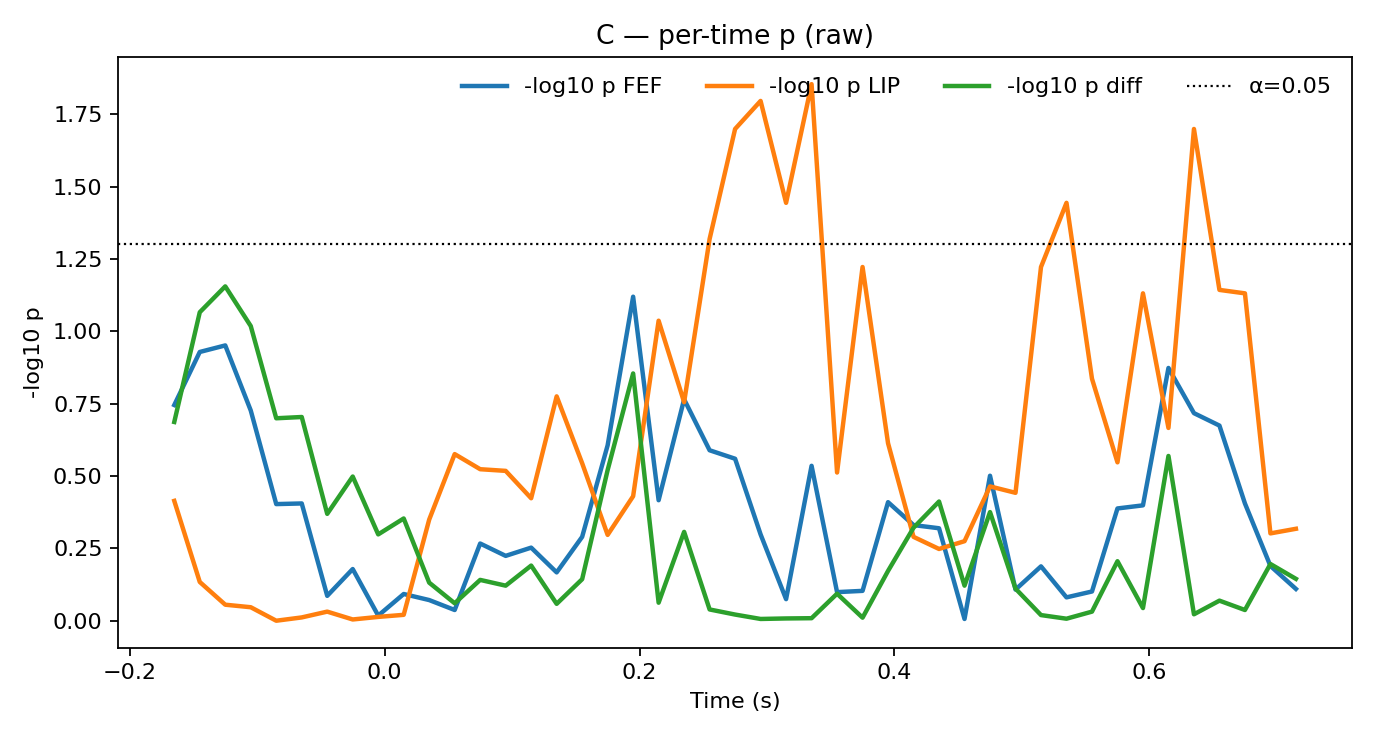 C — per-time p (raw)
-log10 p FEF -log10 p LIP -log10 p diff α=0.05
-log10 p
1.75
1.50
1.25
1.00
0.75
0.50
0.25
0.00
−0.2 0.0 0.2 0.4 0.6
Time (s)